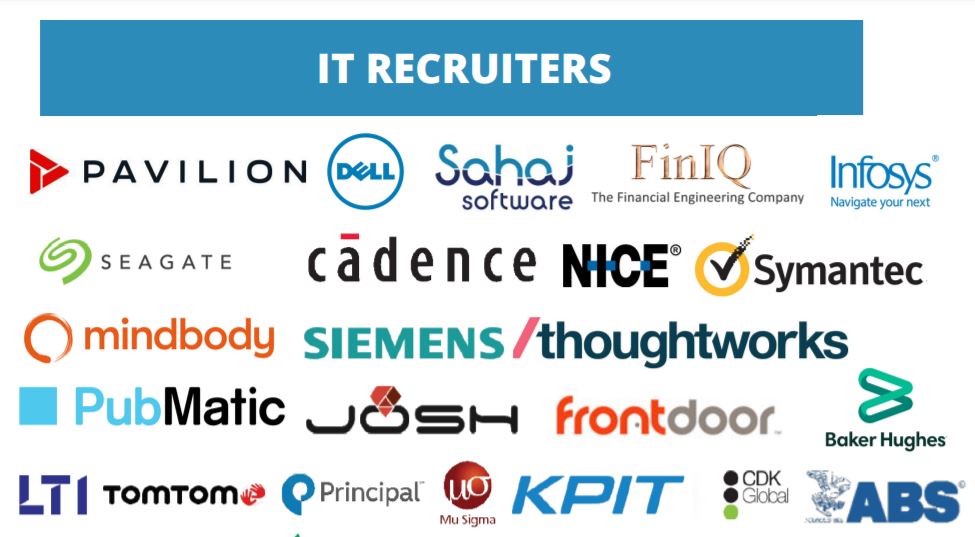 IT RECRUITERS
PAVILION
DELL
Sahaj
software
FinIQ
The Financial Engineering Company
Infosys®
Navigate your next
SEAGATE
cādence
NICE®
Symantec
mindbody
SIEMENS
/thoughtworks
PubMatic
JOSH
frontdoor
Baker Hughes
LTI
TOMTOM
Principal
μσ
Mu Sigma
KPIT
CDK
Global
ABS®